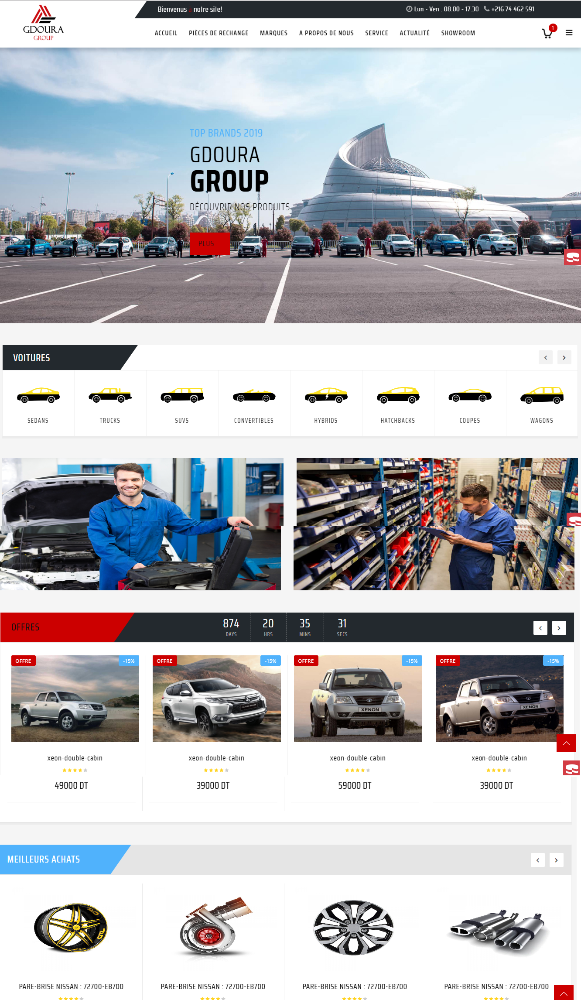 GDOURA
GROUP
Bienvenus à notre site!
Lun - Ven : 08:00 - 17:30
+216 74 462 591
ACCUEIL
PIÈCES DE RECHANGE
MARQUES
A PROPOS DE NOUS
SERVICE
ACTUALITÉ
SHOWROOM
1
TOP BRANDS 2019
GDOURA
GROUP
DÉCOUVRIR NOS PRODUITS.
PLUS
VOITURES
SEDANS
TRUCKS
SUVS
CONVERTIBLES
HYBRIDS
HATCHBACKS
COUPES
WAGONS
OFFRES
874
DAYS
20
HRS
35
MINS
31
SECS
OFFRE
-15%
OFFRE
-15%
OFFRE
-15%
OFFRE
-15%
XENON
XENON
xeon-double-cabin
xeon-double-cabin
xeon-double-cabin
xeon-double-cabin
49000 DT
39000 DT
59000 DT
39000 DT
MEILLEURS ACHATS
PARE-BRISE NISSAN : 72700-EB700
PARE-BRISE NISSAN : 72700-EB700
PARE-BRISE NISSAN : 72700-EB700
PARE-BRISE NISSAN : 72700-EB700